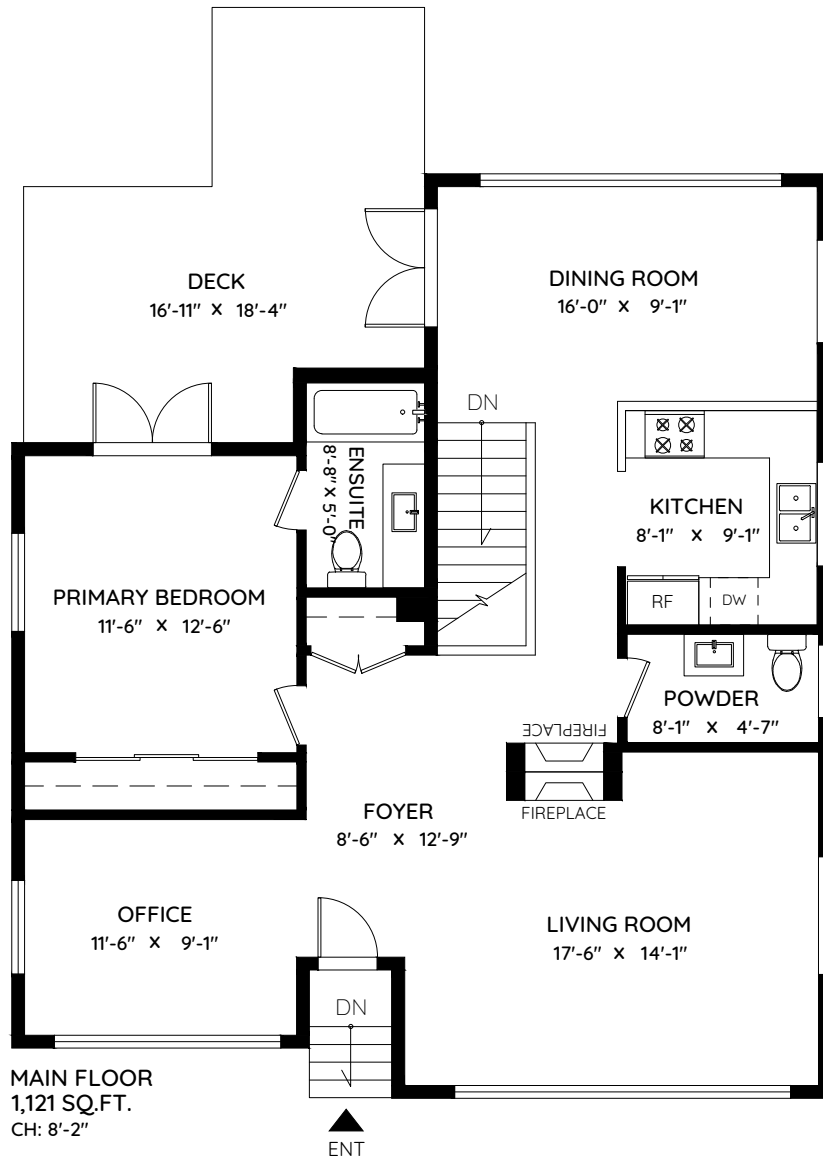 DECK
16'-11" X 18'-4"
DINING ROOM
16'-0" X 9'-1"
DN
ENSUITE
8'-8" X 5'-0"
KITCHEN
8'-1" X 9'-1"
RF
DW
PRIMARY BEDROOM
11'-6" X 12'-6"
POWDER
8'-1" X 4'-7"
FIREPLACE
FIREPLACE
FOYER
8'-6" X 12'-9"
OFFICE
11'-6" X 9'-1"
LIVING ROOM
17'-6" X 14'-1"
DN
MAIN FLOOR
1,121 SQ.FT.
CH: 8'-2"
ENT